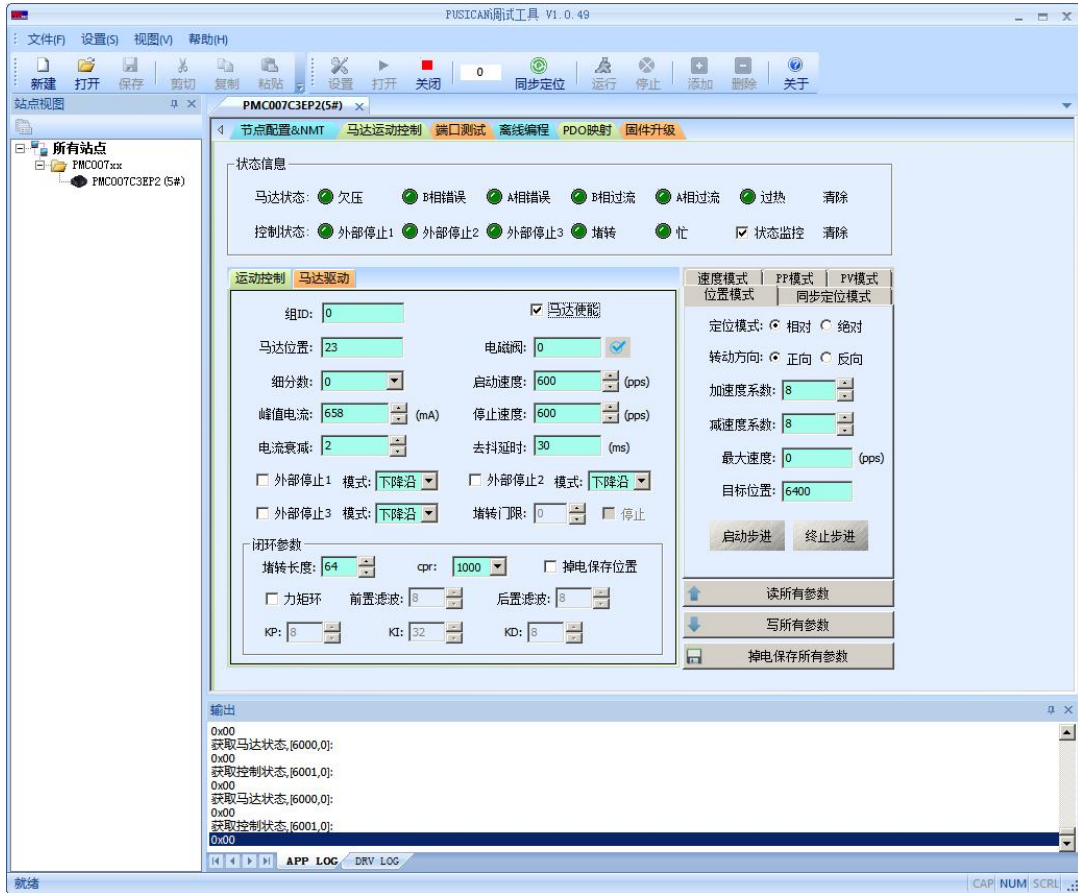 PUSICAN调试工具 V1.0.49
文件(F) 设置(S) 视图(V) 帮助(H)
新建 打开 保存 剪切 复制 粘贴 设置 打开 关闭 0 同步定位 运行 停止 添加 删除 关于
站点视图
PMC007C3EP2(5#)
所有站点
PMC007xx
PMC007C3EP2(5#)
节点配置&NMT 马达运动控制 端口测试 离线编程 PDO映射 固件升级
状态信息
马达状态: 欠压 B相错误 A相错误 B相过流 A相过流 过热 清除
控制状态: 外部停止1 外部停止2 外部停止3 堵转 忙 状态监控 清除
运动控制 马达驱动
组ID: 0 马达使能
马达位置: 23 电磁阀: 0
细分数: 0 启动速度: 600 (pps)
峰值电流: 658 (mA) 停止速度: 600 (pps)
电流衰减: 2 去抖延时: 30 (ms)
外部停止1 模式: 下降沿 外部停止2 模式: 下降沿
外部停止3 模式: 下降沿 堵转门限: 0 停止
闭环参数
堵转长度: 64 cpr: 1000 掉电保存位置
力矩环 前置滤波: 8 后置滤波: 8
KP: 8 KI: 32 KD: 8
速度模式 PP模式 PV模式
位置模式 同步定位模式
定位模式: 相对 绝对
转动方向: 正向 反向
加速度系数: 8
减速度系数: 8
最大速度: 0 (pps)
目标位置: 6400
启动步进 终止步进
读所有参数
写所有参数
掉电保存所有参数
输出
0x00
获取马达状态,[6000,0]:
0x00
获取控制状态,[6001,0]:
0x00
获取马达状态,[6000,0]:
0x00
获取控制状态,[6001,0]:
0x00
APP LOG DRV LOG
就绪 CAP NUM SCRL